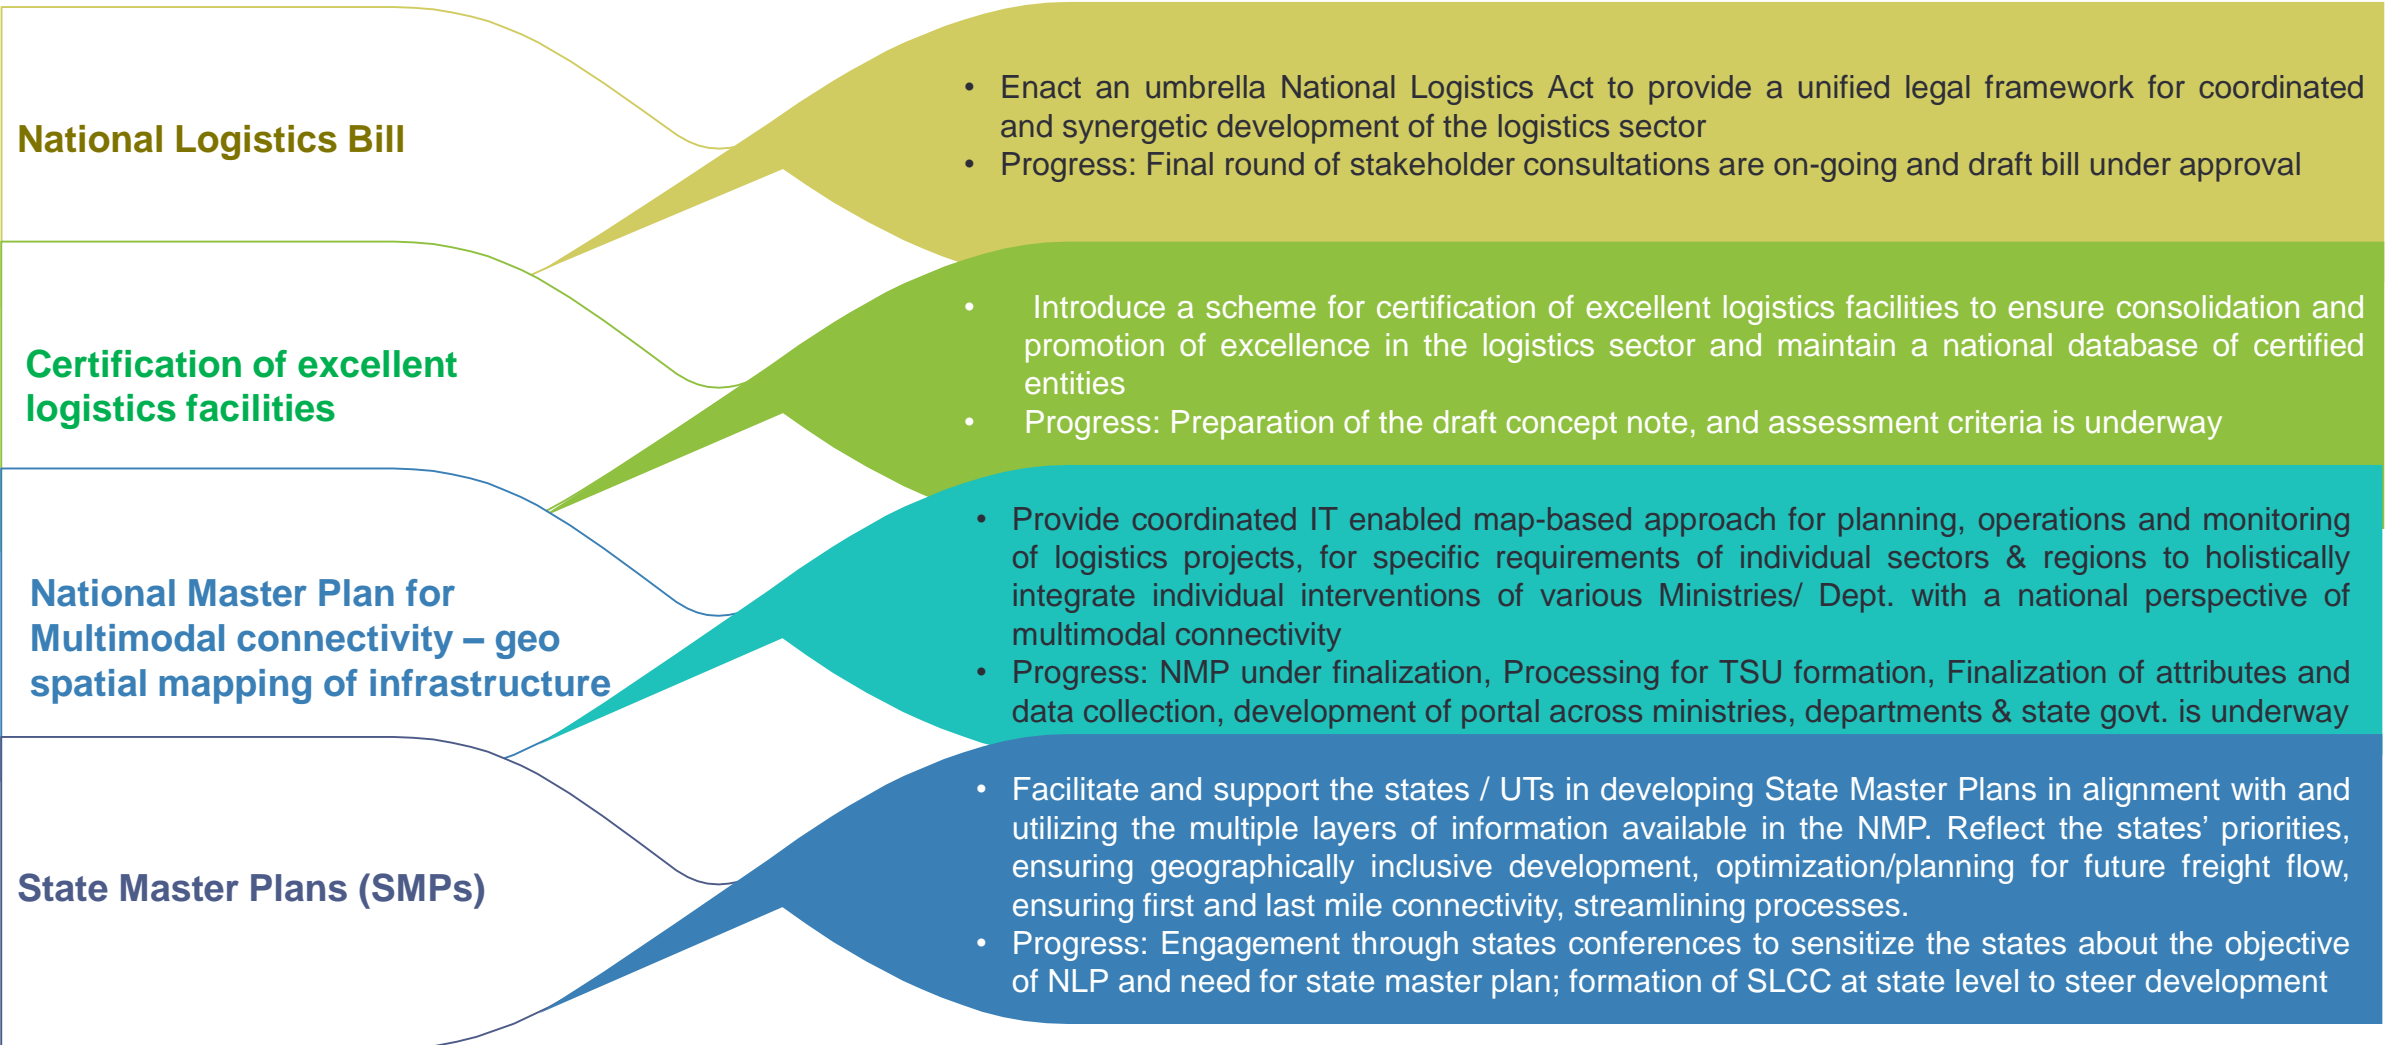 National Logistics Bill
• Enact an umbrella National Logistics Act to provide a unified legal framework for coordinated
and synergetic development of the logistics sector
• Progress: Final round of stakeholder consultations are on-going and draft bill under approval
Certification of excellent
logistics facilities
• Introduce a scheme for certification of excellent logistics facilities to ensure consolidation and
promotion of excellence in the logistics sector and maintain a national database of certified
entities
• Progress: Preparation of the draft concept note, and assessment criteria is underway
National Master Plan for
Multimodal connectivity – geo
spatial mapping of infrastructure
• Provide coordinated IT enabled map-based approach for planning, operations and monitoring
of logistics projects, for specific requirements of individual sectors & regions to holistically
integrate individual interventions of various Ministries/ Dept. with a national perspective of
multimodal connectivity
• Progress: NMP under finalization, Processing for TSU formation, Finalization of attributes and
data collection, development of portal across ministries, departments & state govt. is underway
State Master Plans (SMPs)
• Facilitate and support the states / UTs in developing State Master Plans in alignment with and
utilizing the multiple layers of information available in the NMP. Reflect the states’ priorities,
ensuring geographically inclusive development, optimization/planning for future freight flow,
ensuring first and last mile connectivity, streamlining processes.
• Progress: Engagement through states conferences to sensitize the states about the objective
of NLP and need for state master plan; formation of SLCC at state level to steer development